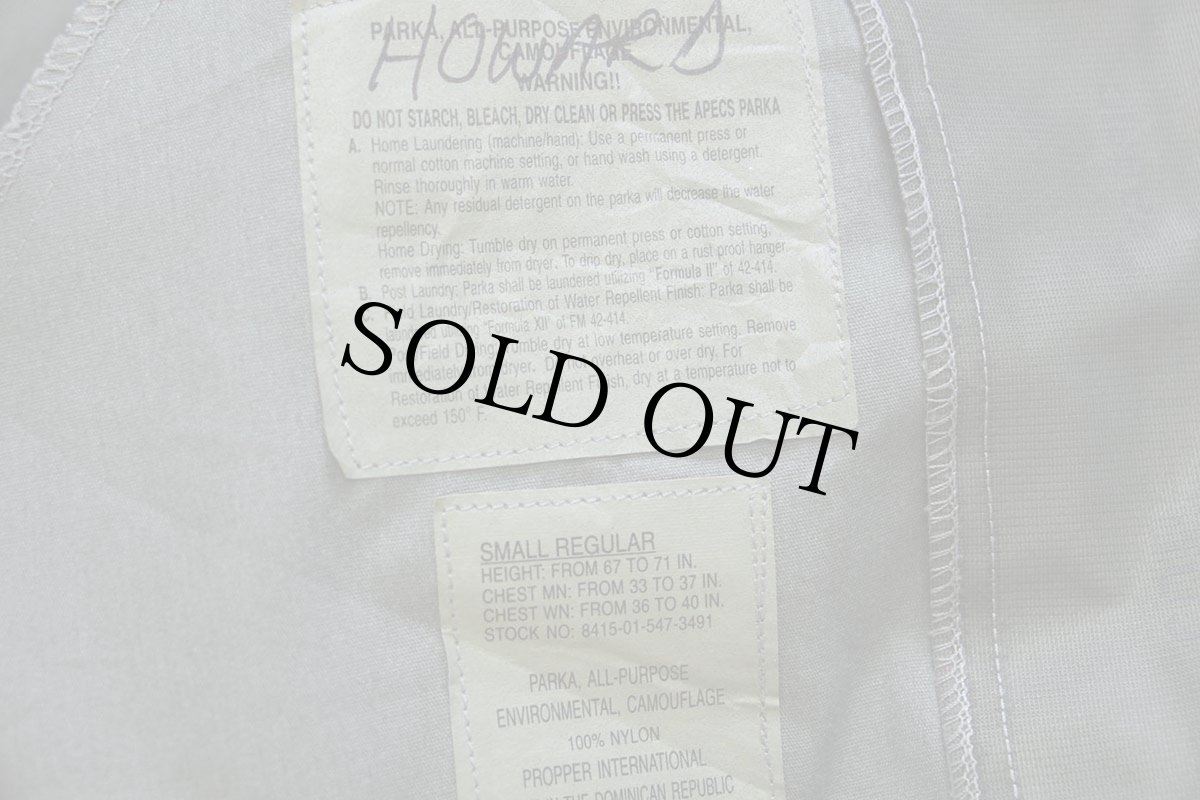 PARKA, ALL-PURPOSE ENVIRONMENTAL,
CAMOUFLAGE
HOWARD
WARNING!!
DO NOT STARCH, BLEACH, DRY CLEAN OR PRESS THE APECS PARKA
A. Home Laundering (machine/hand): Use a permanent press or
normal cotton machine setting, or hand wash using a detergent.
Rinse thoroughly in warm water.
NOTE: Any residual detergent on the parka will decrease the water
repellency.
Home Drying: Tumble dry on permanent press or cotton setting,
remove immediately from dryer. To drip dry, place on a rust proof hanger.
B. Post Laundry: Parka shall be laundered utilizing "Formula II" of 42-414.
Laundry/Restoration of Water Repellent Finish: Parka shall be
"Formula XII" of FM 42-414.
Field dry at low temperature setting. Remove
immediately from dryer. overheat or over dry. For
Restoration of Water Repellent Finish, dry at a temperature not to
exceed 150° F.
SOLD OUT
SMALL REGULAR
HEIGHT: FROM 67 TO 71 IN.
CHEST MN: FROM 33 TO 37 IN.
CHEST WN: FROM 36 TO 40 IN.
STOCK NO: 8415-01-547-3491
PARKA, ALL-PURPOSE
ENVIRONMENTAL, CAMOUFLAGE
100% NYLON
PROPPER INTERNATIONAL
IN THE DOMINICAN REPUBLIC